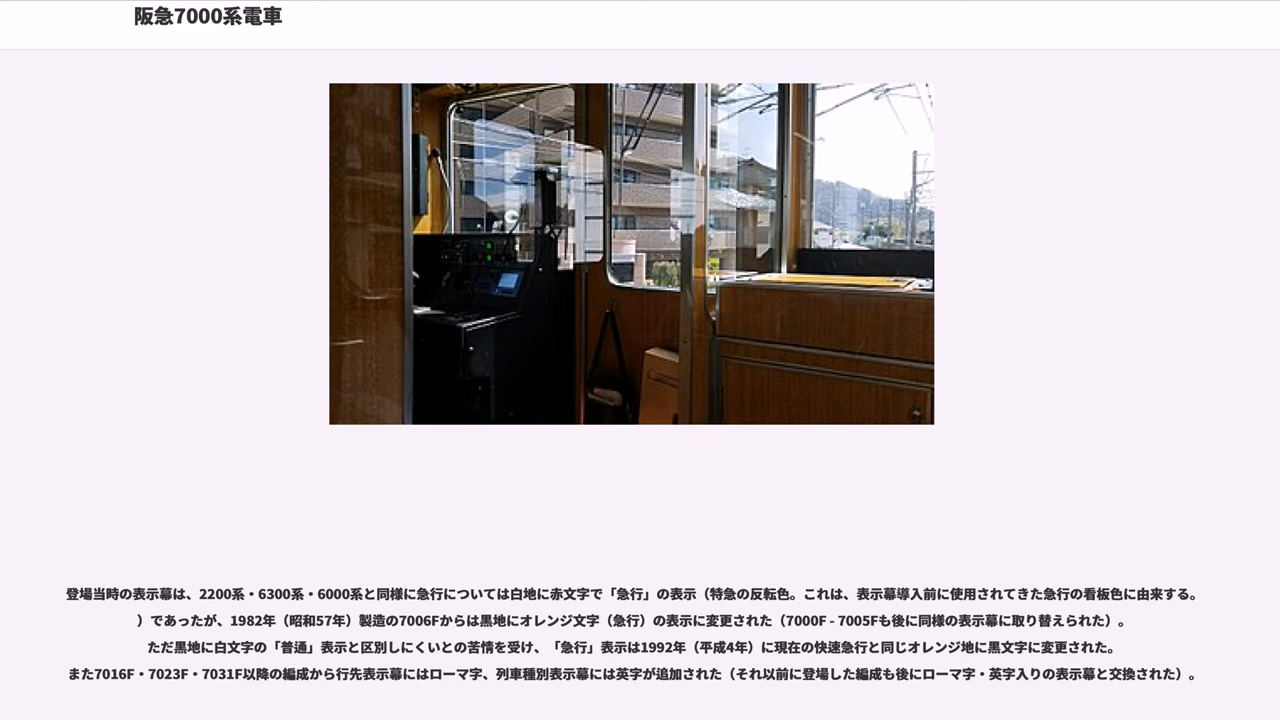 阪急7000系電車
登場当時の表示幕は、2200系・6300系・6000系と同様に急行については白地に赤文字で「急行」の表示（特急の反転色。これは、表示幕導入前に使用されてきた急行の看板色に由来する。
）であったが、1982年（昭和57年）製造の7006Fからは黒地にオレンジ文字（急行）の表示に変更された（7000F - 7005Fも後に同様の表示幕に取り替えられた）。
ただ黒地に白文字の「普通」表示と区別しにくいとの苦情を受け、「急行」表示は1992年（平成4年）に現在の快速急行と同じオレンジ地に黒文字に変更された。
また7016F・7023F・7031F以降の編成から行先表示幕にはローマ字、列車種別表示幕には英字が追加された（それ以前に登場した編成も後にローマ字・英字入りの表示幕と交換された）。